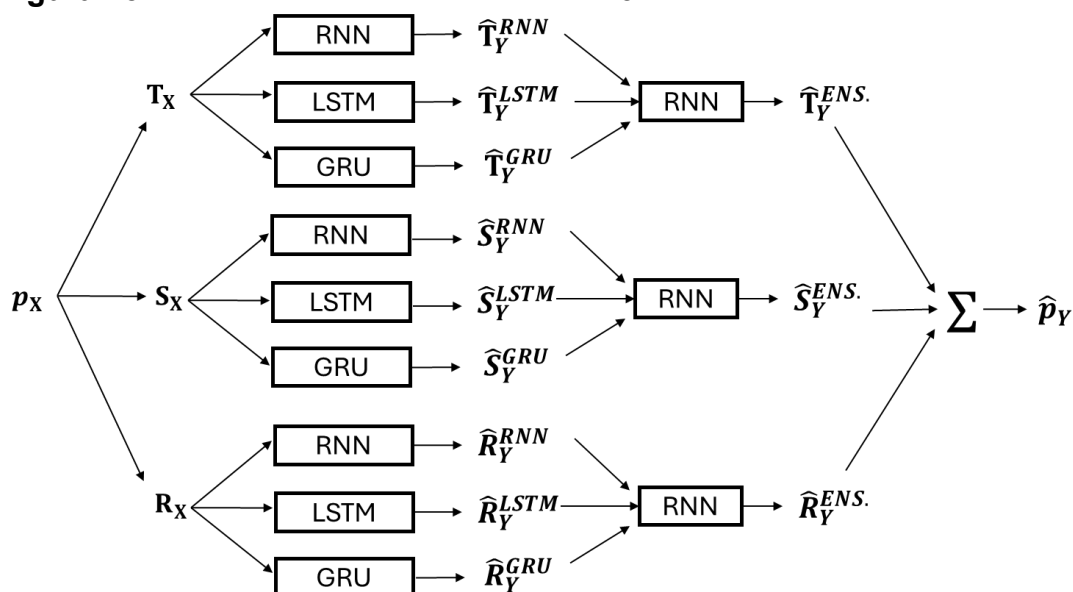 RNN
T̂_Y^{RNN}
T_X
LSTM
T̂_Y^{LSTM}
RNN
T̂_Y^{ENS.}
GRU
T̂_Y^{GRU}
RNN
Ŝ_Y^{RNN}
p_X
S_X
LSTM
Ŝ_Y^{LSTM}
RNN
Ŝ_Y^{ENS.}
∑
p̂_Y
GRU
Ŝ_Y^{GRU}
RNN
R̂_Y^{RNN}
R_X
LSTM
R̂_Y^{LSTM}
RNN
R̂_Y^{ENS.}
GRU
R̂_Y^{GRU}